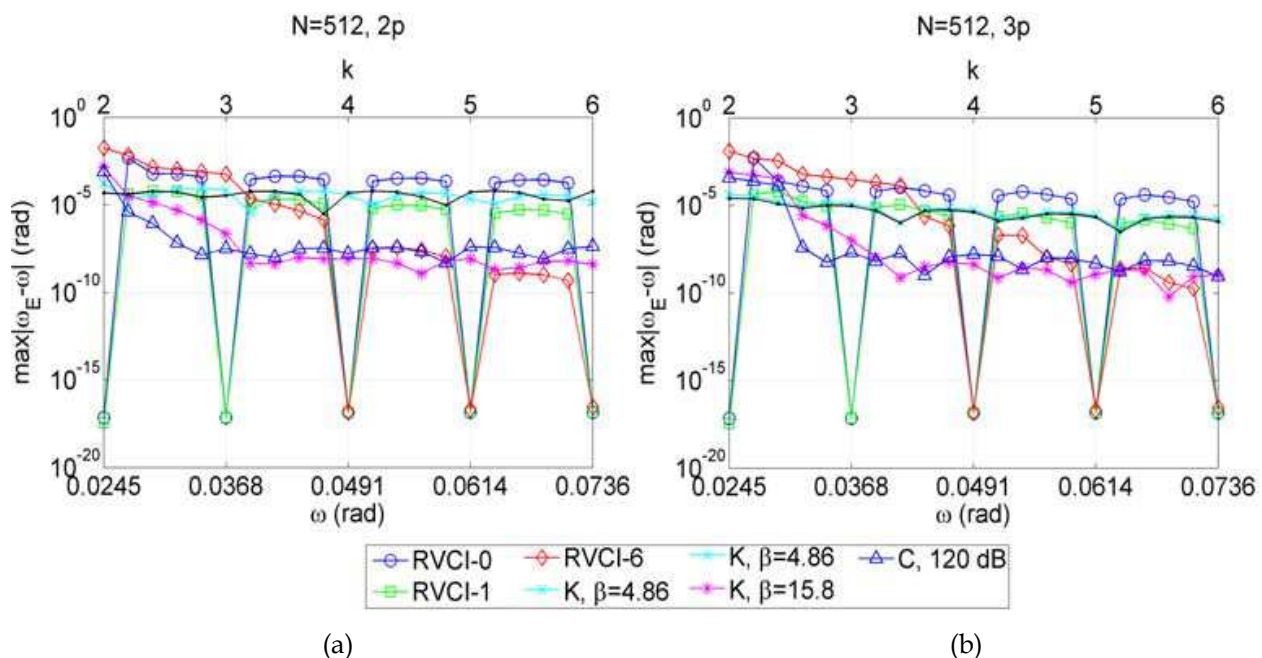 N=512, 2p
k
2 3 4 5 6
10^0
10^-5
10^-10
10^-15
10^-20
max|ω_E-ω| (rad)
0.0245 0.0368 0.0491 0.0614 0.0736
ω (rad)
N=512, 3p
k
2 3 4 5 6
10^0
10^-5
10^-10
10^-15
10^-20
max|ω_E-ω| (rad)
0.0245 0.0368 0.0491 0.0614 0.0736
ω (rad)
RVCI-0 RVCI-6 K, β=4.86 C, 120 dB
RVCI-1 K, β=4.86 K, β=15.8
(a) (b)